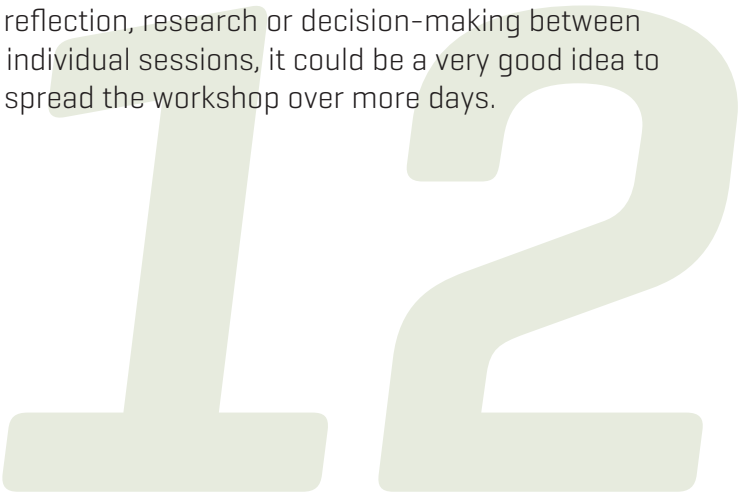 reflection, research or decision-making between
individual sessions, it could be a very good idea to
spread the workshop over more days.
12